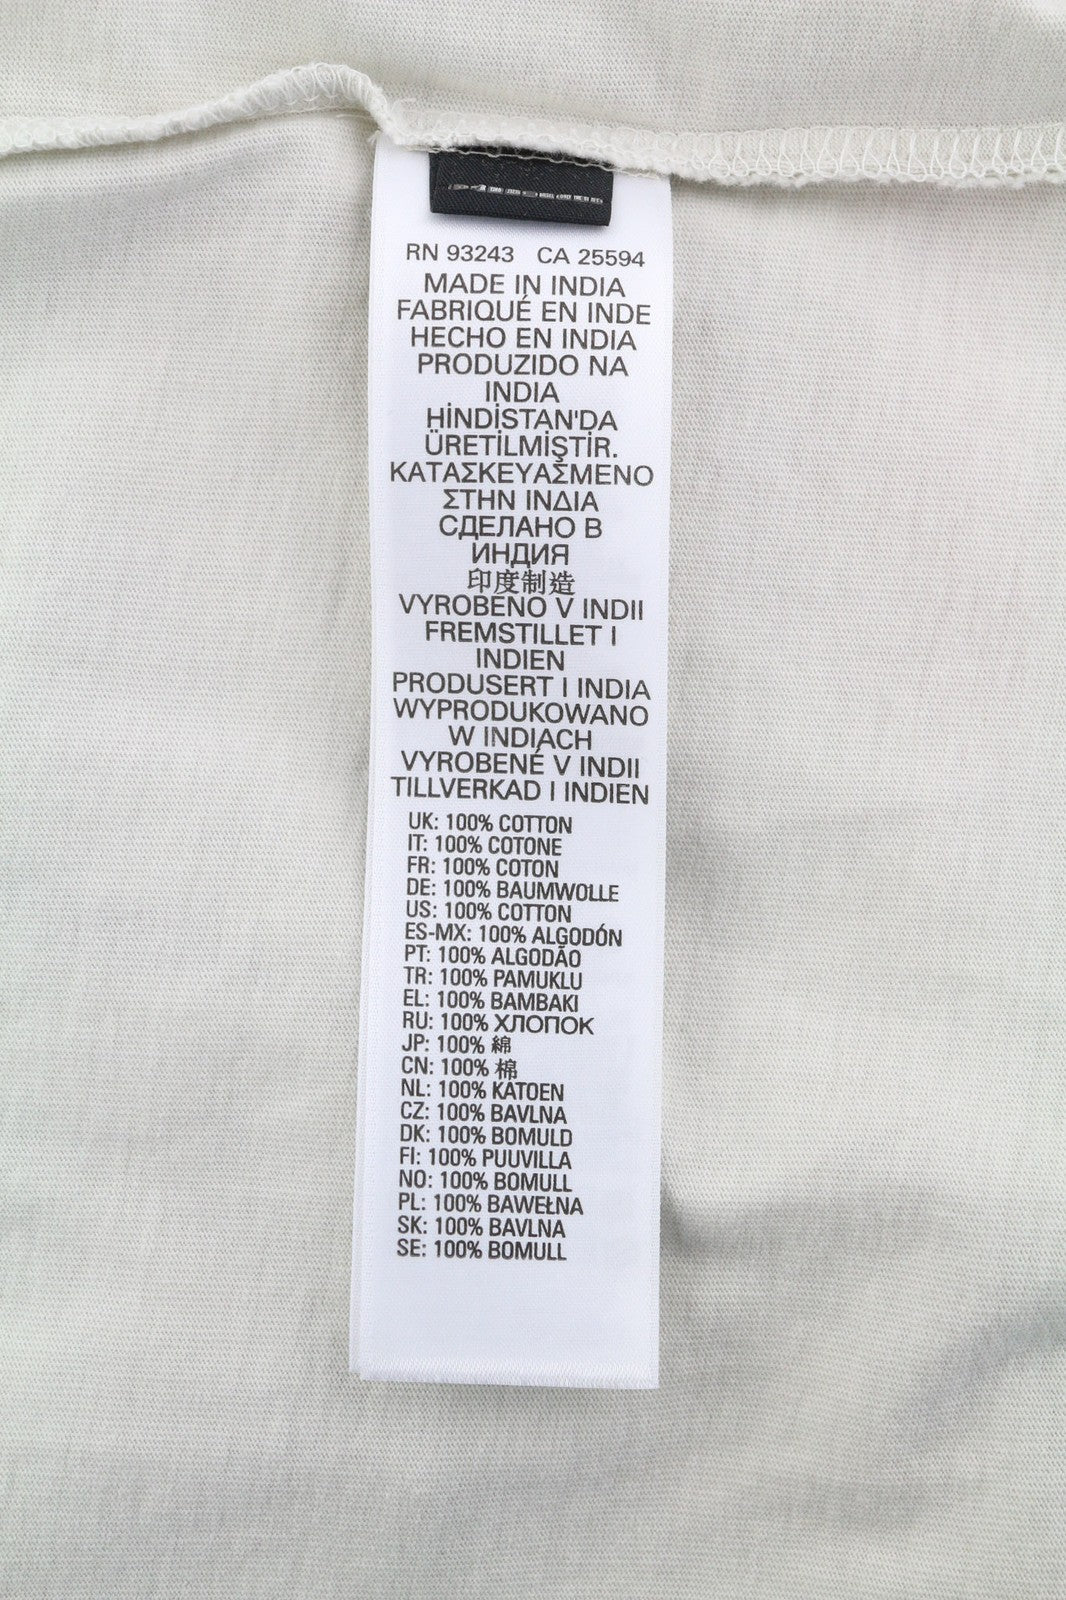 RN 93243 CA 25594
MADE IN INDIA
FABRIQUÉ EN INDE
HECHO EN INDIA
PRODUZIDO NA
INDIA
HİNDİSTAN'DA
ÜRETİLMİŞTİR.
ΚΑΤΑΣΚΕΥΑΣΜΕΝΟ
ΣΤΗΝ ΙΝΔΙΑ
СДЕЛАНО В
ИНДИЯ
印度制造
VYROBENO V INDII
FREMSTILLET I
INDIEN
PRODUSERT I INDIA
WYPRODUKOWANO
W INDIACH
VYROBENÉ V INDII
TILLVERKAD I INDIEN
UK: 100% COTTON
IT: 100% COTONE
FR: 100% COTON
DE: 100% BAUMWOLLE
US: 100% COTTON
ES-MX: 100% ALGODÓN
PT: 100% ALGODÃO
TR: 100% PAMUKLU
EL: 100% ΒΑΜΒΑΚΙ
RU: 100% ХЛОПОК
JP: 100% 綿
CN: 100% 棉
NL: 100% KATOEN
CZ: 100% BAVLNA
DK: 100% BOMULD
FI: 100% PUUVILLA
NO: 100% BOMULL
PL: 100% BAWEŁNA
SK: 100% BAVLNA
SE: 100% BOMULL